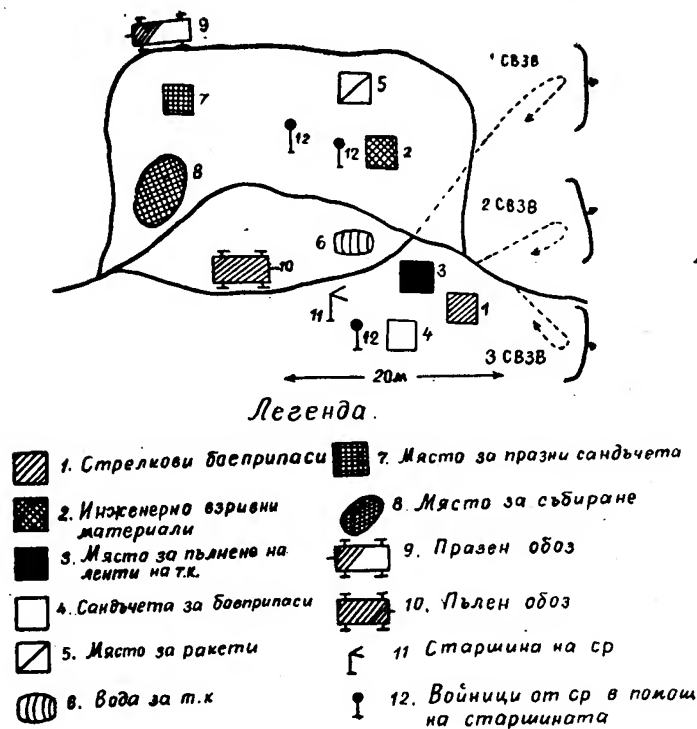 9
1 СВЗВ
5
7
12
12
2
8
2 СВЗВ
6
10
3
1
11
12
4
3 СВЗВ
20м
Легенда.
1. Стрелкови баеприпаси
2. Инженерно взривни
материали
3. Място за пълнене на
ленти на т.к.
4. Сандъчета за боеприпаси
5. Място за ракети
6. Вода за т.к
7. Място за празни сандъчета
8. Място за събиране
9. Празен обоз
10. Пълен обоз
11 Старшина на ср
12. Войници от ср в помощ
на старшината